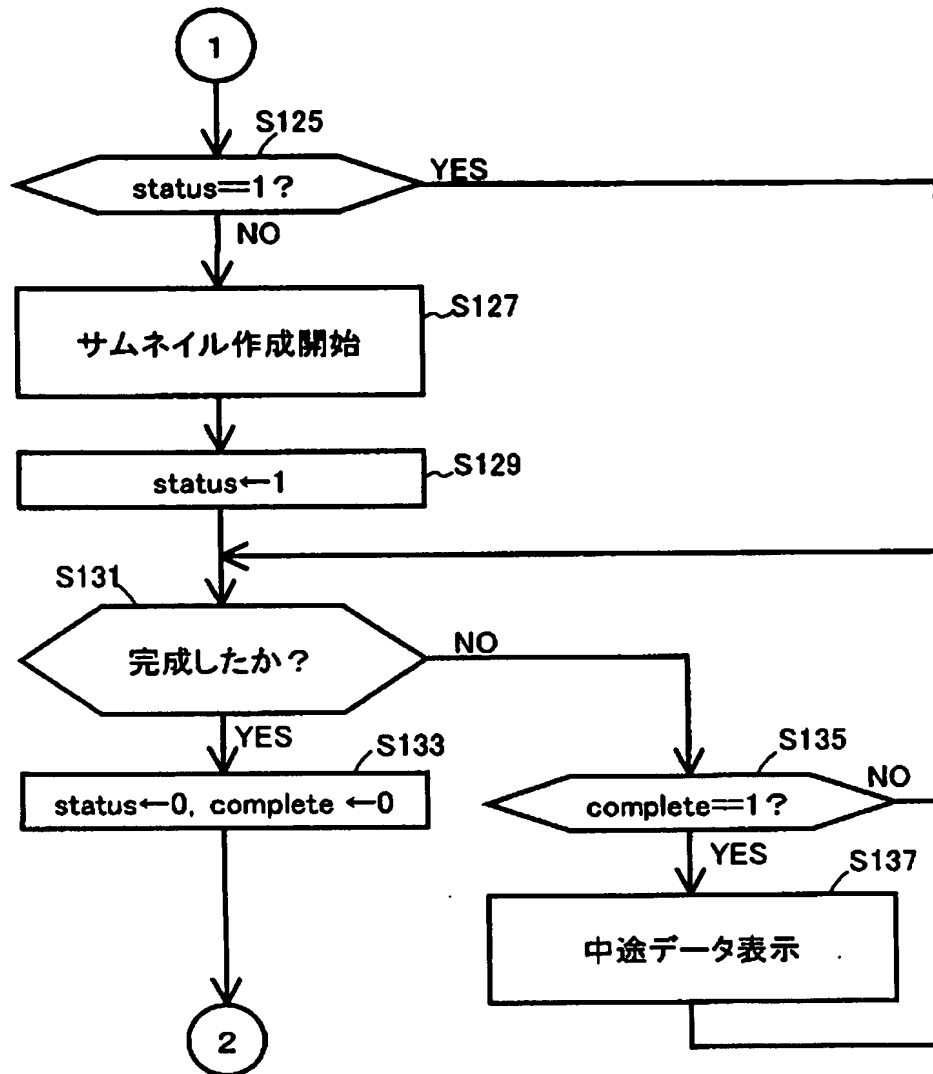 1
S125
status==1?
YES
NO
S127
サムネイル作成開始
S129
status←1
S131
完成したか?
NO
YES
S133
status←0, complete ←0
S135
complete==1?
NO
YES
S137
中途データ表示
2